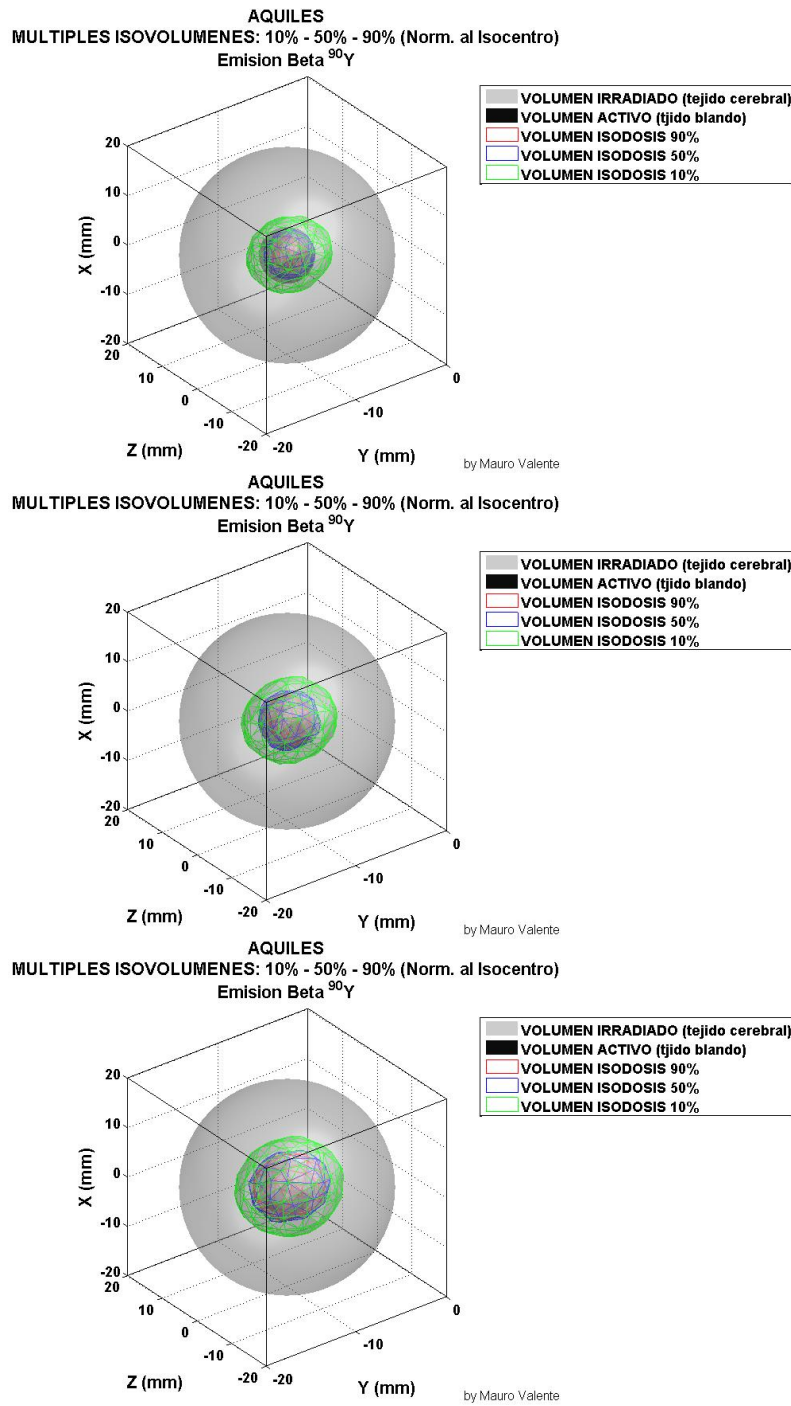 AQUILES
MULTIPLES ISOVOLUMENES: 10% - 50% - 90% (Norm. al Isocentro)
Emision Beta ⁹⁰Y
VOLUMEN IRRADIADO (tejido cerebral)
VOLUMEN ACTIVO (tjido blando)
VOLUMEN ISODOSIS 90%
VOLUMEN ISODOSIS 50%
VOLUMEN ISODOSIS 10%
20
10
0
-10
-20
X (mm)
20
10
0
-10
-20
Z (mm)
-20
-10
0
Y (mm)
by Mauro Valente
AQUILES
MULTIPLES ISOVOLUMENES: 10% - 50% - 90% (Norm. al Isocentro)
Emision Beta ⁹⁰Y
VOLUMEN IRRADIADO (tejido cerebral)
VOLUMEN ACTIVO (tjido blando)
VOLUMEN ISODOSIS 90%
VOLUMEN ISODOSIS 50%
VOLUMEN ISODOSIS 10%
20
10
0
-10
-20
X (mm)
20
10
0
-10
-20
Z (mm)
-20
-10
0
Y (mm)
by Mauro Valente
AQUILES
MULTIPLES ISOVOLUMENES: 10% - 50% - 90% (Norm. al Isocentro)
Emision Beta ⁹⁰Y
VOLUMEN IRRADIADO (tejido cerebral)
VOLUMEN ACTIVO (tjido blando)
VOLUMEN ISODOSIS 90%
VOLUMEN ISODOSIS 50%
VOLUMEN ISODOSIS 10%
20
10
0
-10
-20
X (mm)
20
10
0
-10
-20
Z (mm)
-20
-10
0
Y (mm)
by Mauro Valente